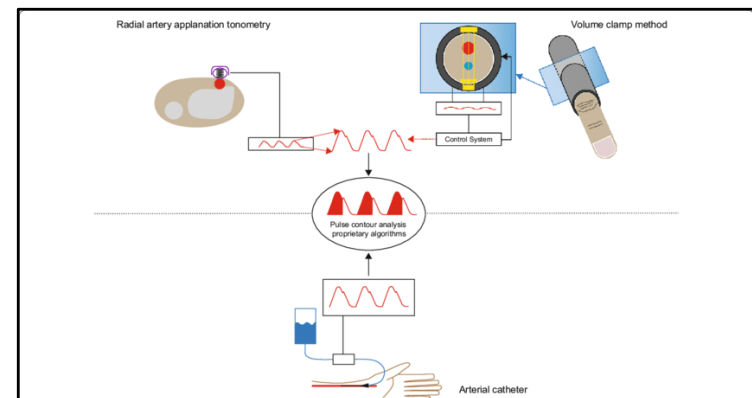 Radial artery applanation tonometry
Volume clamp method
Control System
Pulse contour analysis
proprietary algorithms
Arterial catheter